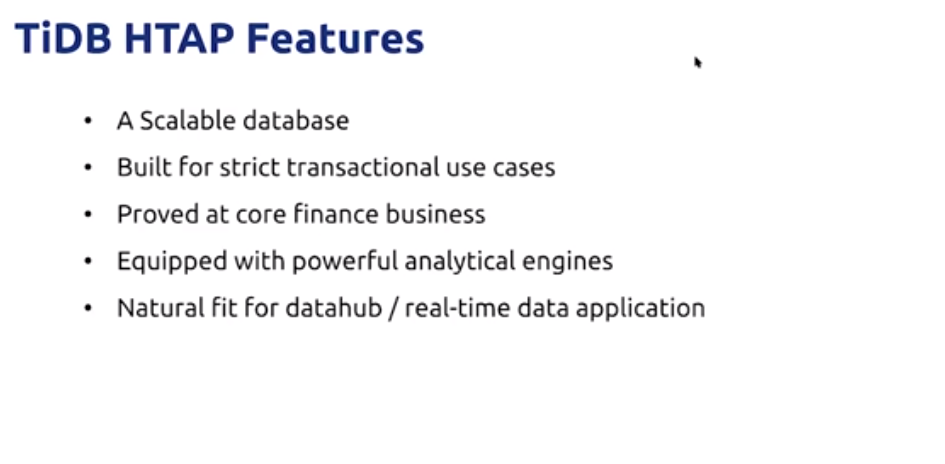 TiDB HTAP Features
• A Scalable database
• Built for strict transactional use cases
• Proved at core finance business
• Equipped with powerful analytical engines
• Natural fit for datahub / real-time data application